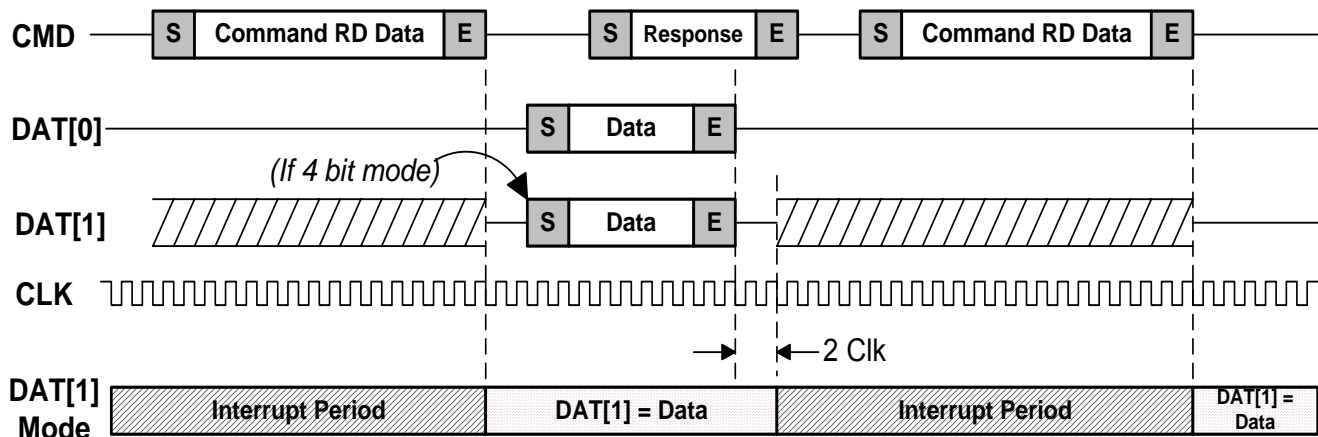 CMD S Command RD Data E S Response E S Command RD Data E
DAT[0] S Data E
(If 4 bit mode)
DAT[1] S Data E
CLK
2 Clk
DAT[1] Mode Interrupt Period DAT[1] = Data Interrupt Period DAT[1] = Data